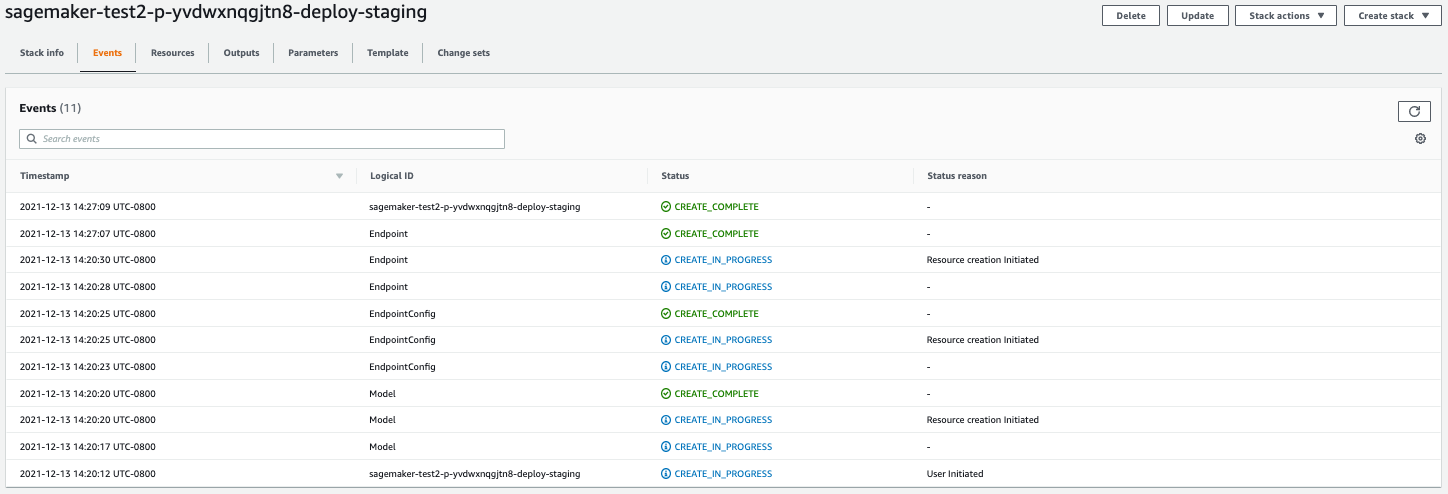 sagemaker-test2-p-yvdwxnqgjtn8-deploy-staging
Delete Update Stack actions Create stack
Stack info Events Resources Outputs Parameters Template Change sets
Events (11)
Search events
Timestamp Logical ID Status Status reason
2021-12-13 14:27:09 UTC-0800 sagemaker-test2-p-yvdwxnqgjtn8-deploy-staging CREATE_COMPLETE -
2021-12-13 14:27:07 UTC-0800 Endpoint CREATE_COMPLETE -
2021-12-13 14:20:30 UTC-0800 Endpoint CREATE_IN_PROGRESS Resource creation Initiated
2021-12-13 14:20:28 UTC-0800 Endpoint CREATE_IN_PROGRESS -
2021-12-13 14:20:25 UTC-0800 EndpointConfig CREATE_COMPLETE -
2021-12-13 14:20:25 UTC-0800 EndpointConfig CREATE_IN_PROGRESS Resource creation Initiated
2021-12-13 14:20:23 UTC-0800 EndpointConfig CREATE_IN_PROGRESS -
2021-12-13 14:20:20 UTC-0800 Model CREATE_COMPLETE -
2021-12-13 14:20:20 UTC-0800 Model CREATE_IN_PROGRESS Resource creation Initiated
2021-12-13 14:20:17 UTC-0800 Model CREATE_IN_PROGRESS -
2021-12-13 14:20:12 UTC-0800 sagemaker-test2-p-yvdwxnqgjtn8-deploy-staging CREATE_IN_PROGRESS User Initiated